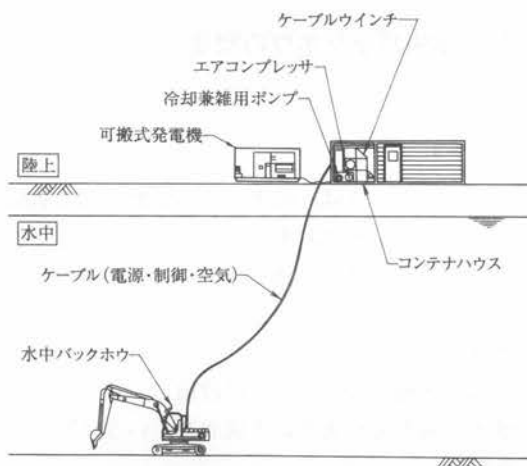 ケーブルウインチ
エアコンプレッサ
冷却兼雑用ポンプ
可搬式発電機
陸上
水中
コンテナハウス
ケーブル(電源・制御・空気)
水中バックホウ